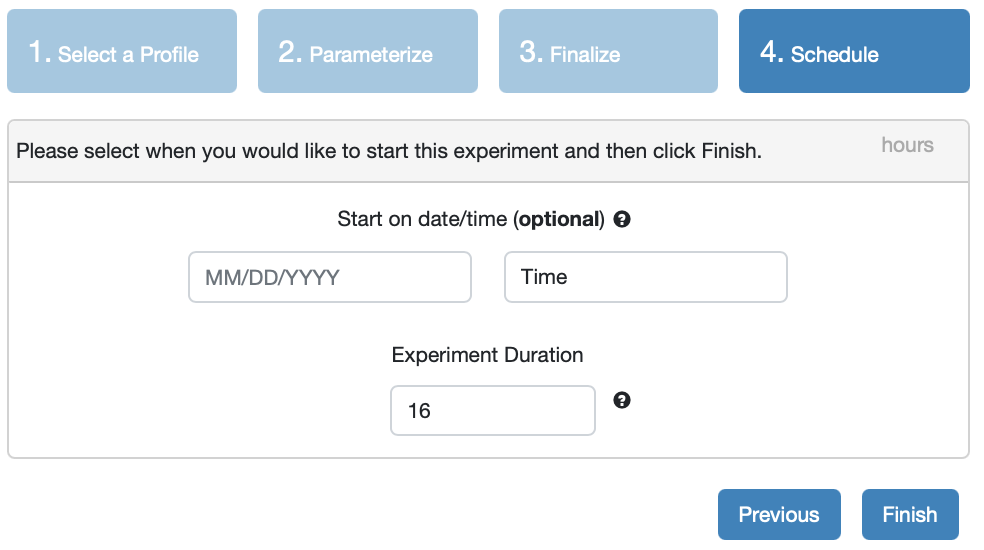 1. Select a Profile
2. Parameterize
3. Finalize
4. Schedule
Please select when you would like to start this experiment and then click Finish.
hours
Start on date/time (optional) ?
MM/DD/YYYY
Time
Experiment Duration
16
?
Previous
Finish